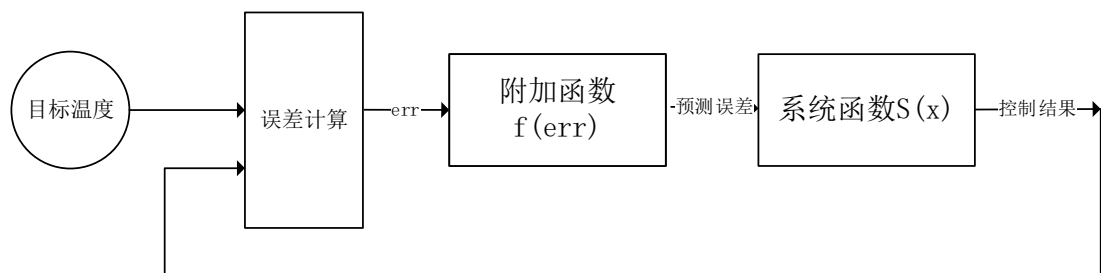 目标温度
误差计算
err
附加函数
f(err)
预测误差
系统函数S(x)
控制结果